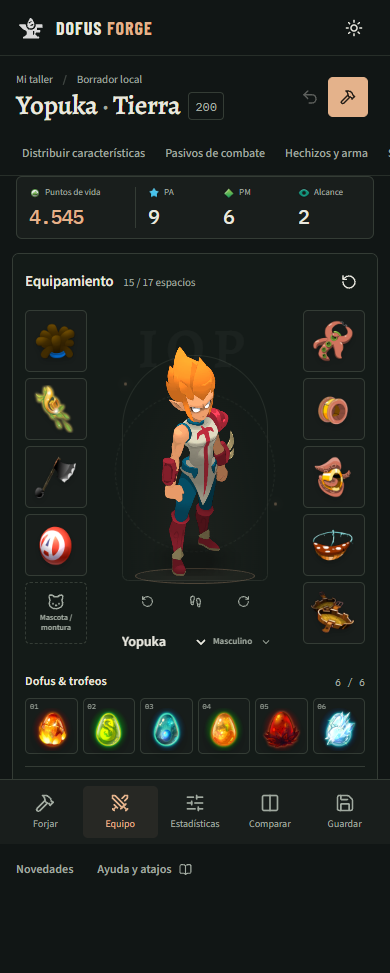 DOFUS FORGE
Mi taller / Borrador local
Yopuka · Tierra 200
Distribuir características Pasivos de combate Hechizos y arma
Puntos de vida PA PM Alcance
4.545 9 6 2
Equipamiento 15 / 17 espacios
IOP
Mascota /
montura
Yopuka Masculino
Dofus & trofeos 6 / 6
01 02 03 04 05 06
Forjar Equipo Estadísticas Comparar Guardar
Novedades Ayuda y atajos